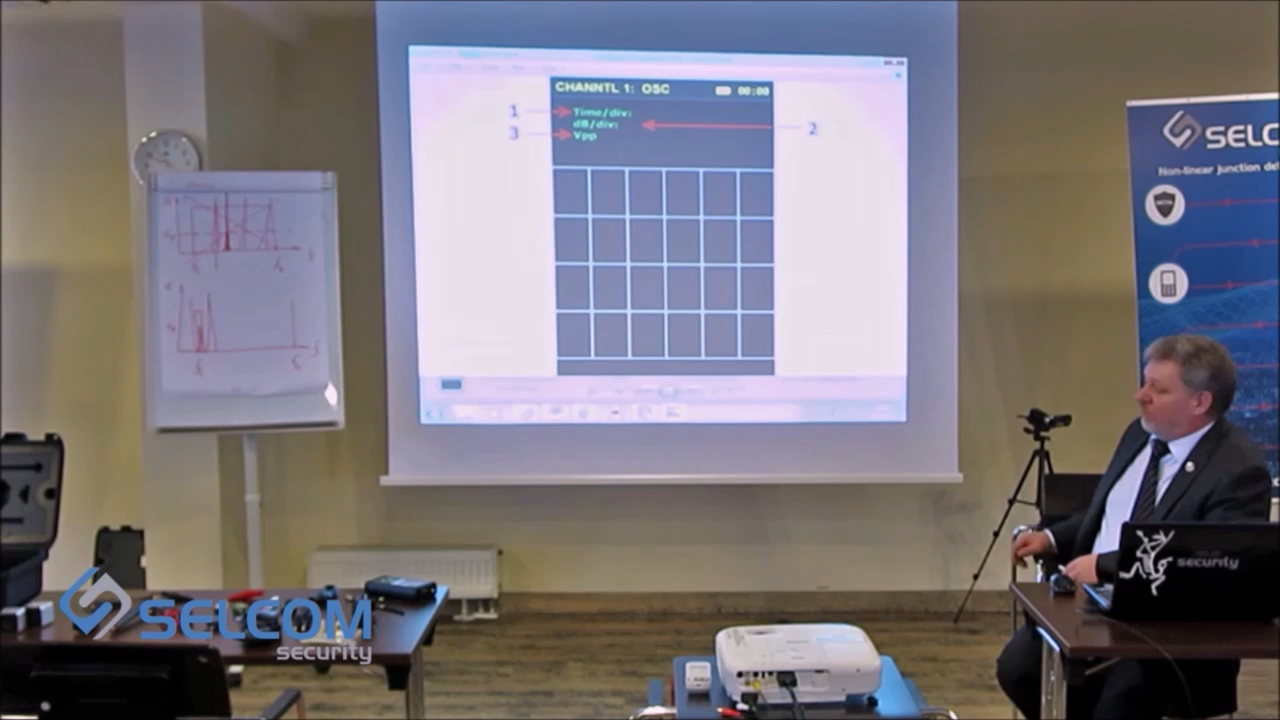 CHANNTL 1: OSC 00:00
1 Time/div:
dB/div: 2
3 Vpp
SELC
Non-linear junction de
security
SELCOM
security